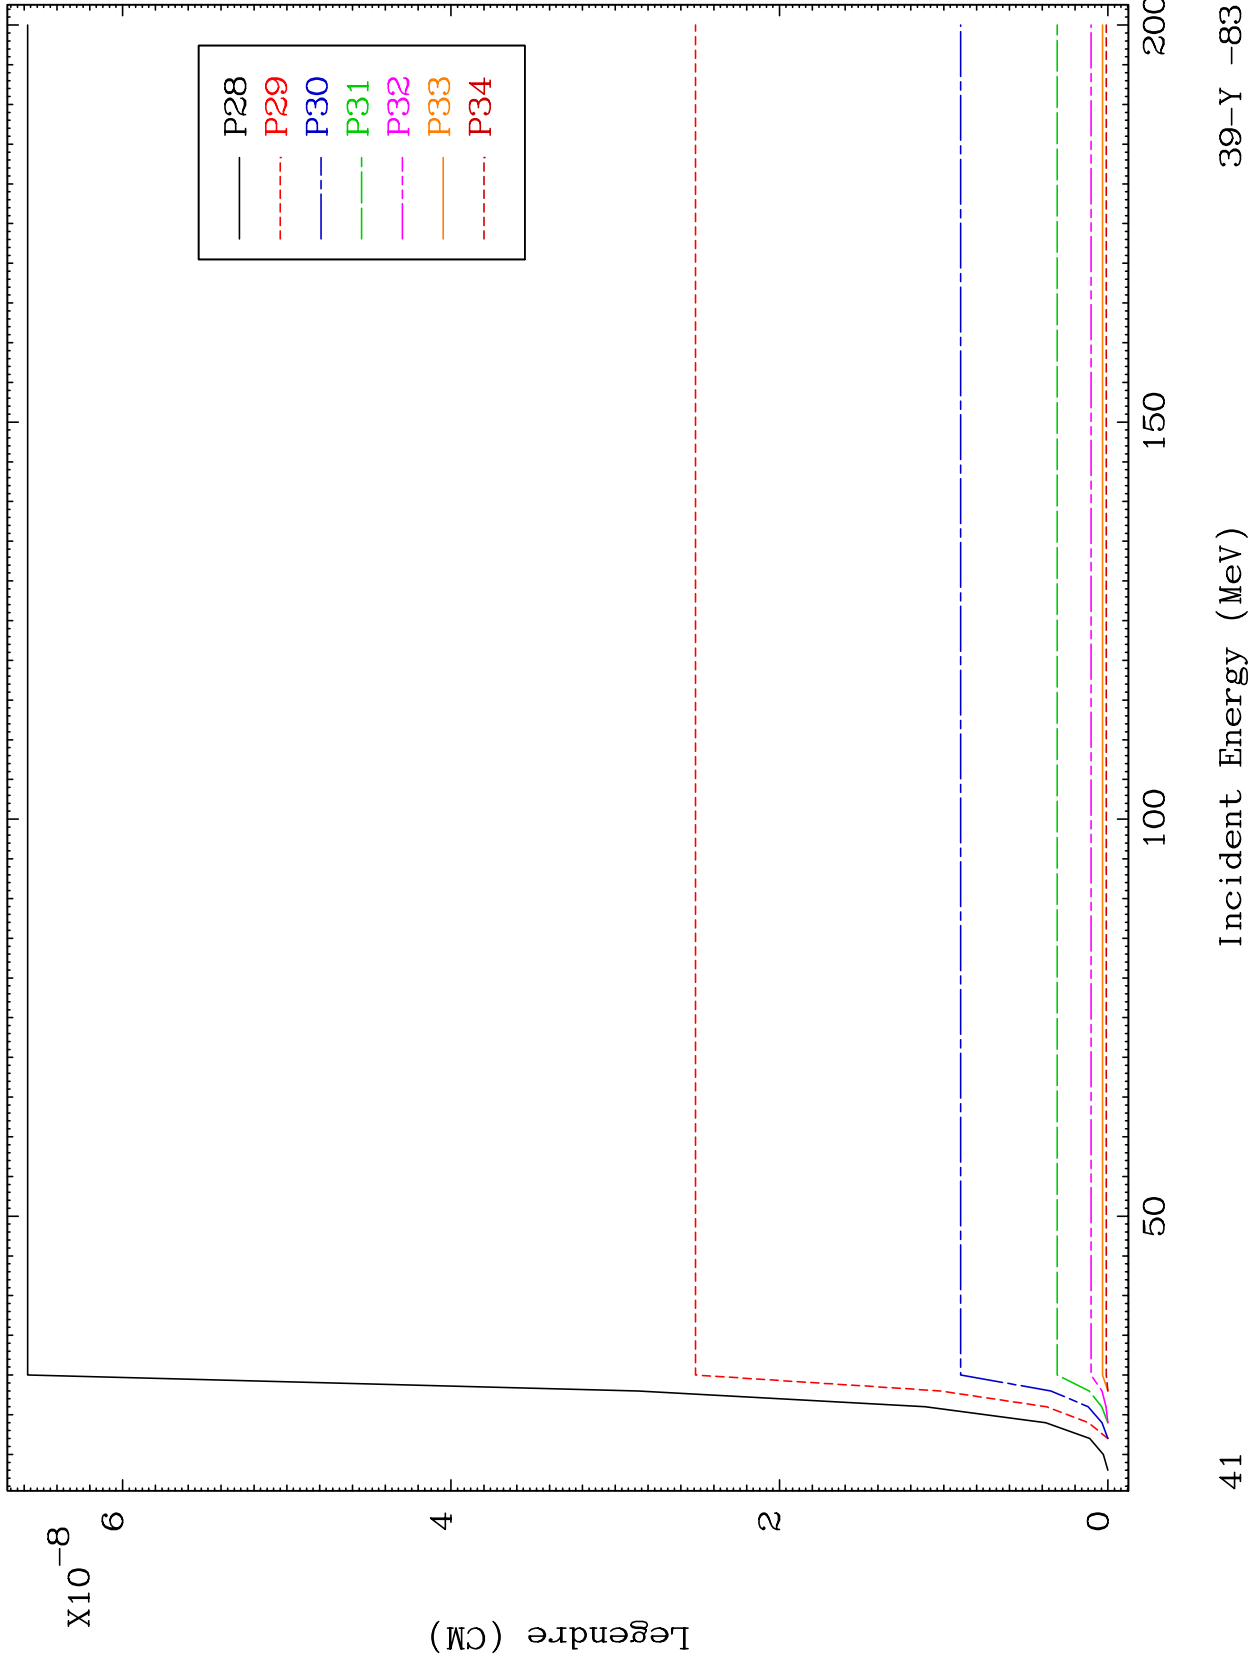 X10-8
6
4
2
0
Legendre (CM)
P28
P29
P30
P31
P32
P33
P34
50
100
150
200
Incident Energy (MeV)
41
39-Y -83